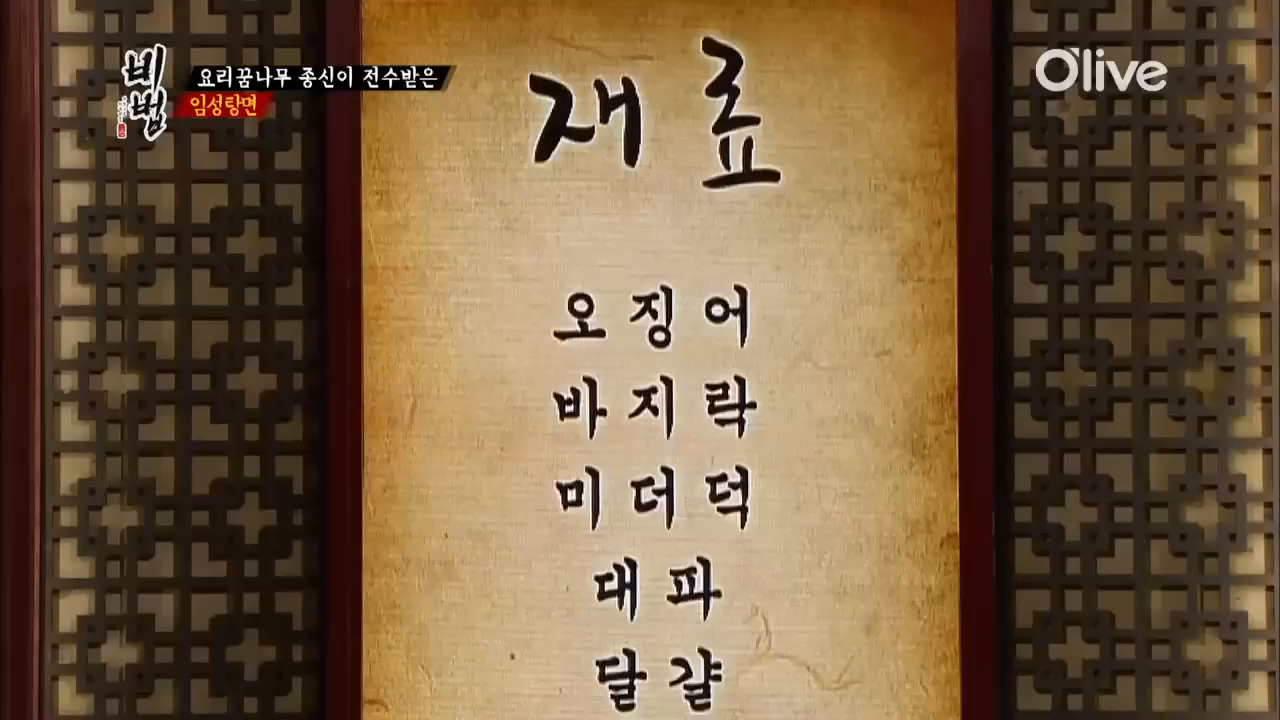 비법
요리꿈나무 종신이 전수받은
임성탕면
O'live
재료
오징어
바지락
미더덕
대파
달걀